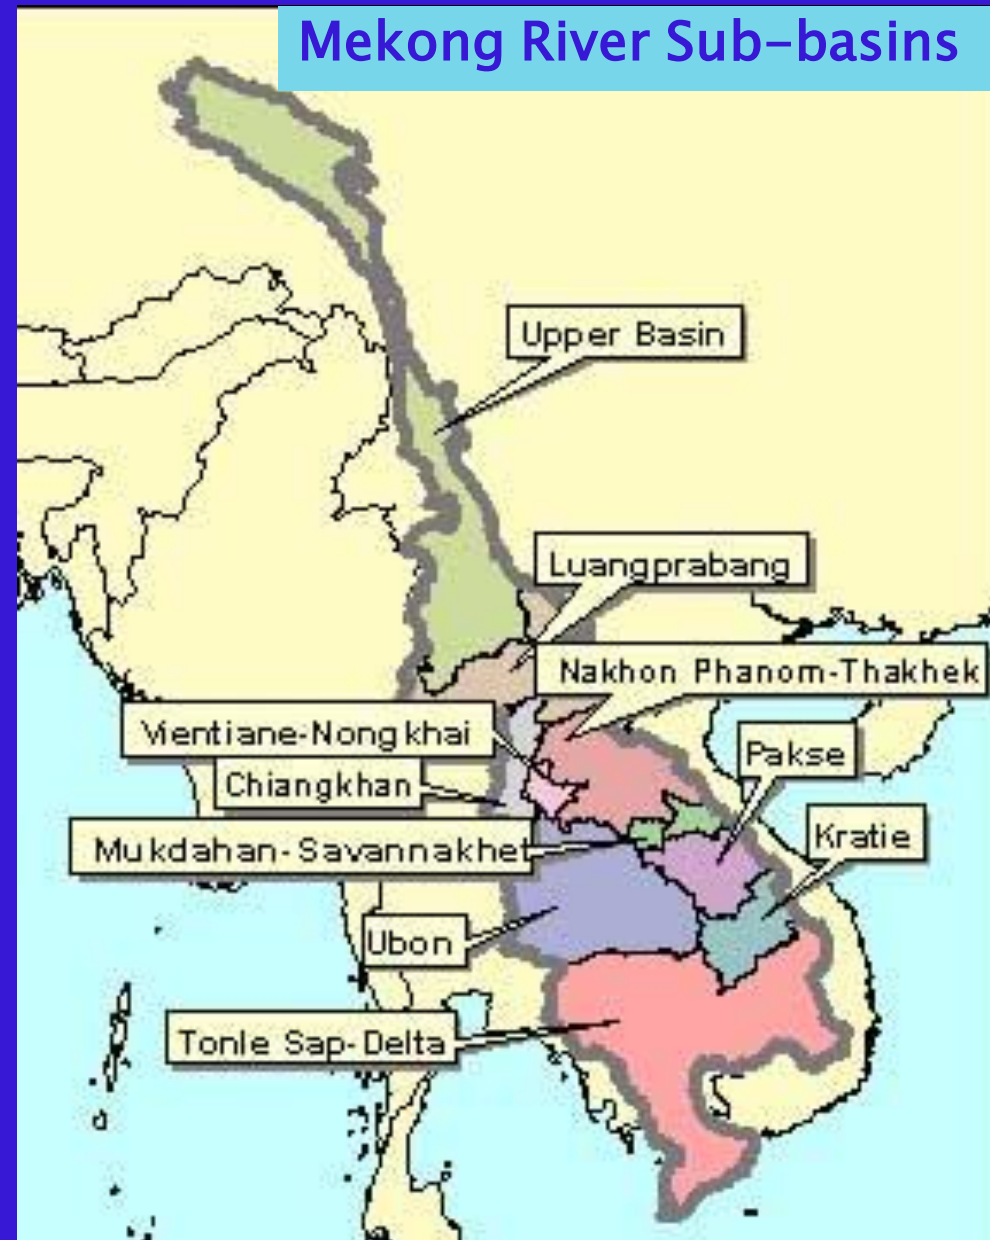 Mekong River Sub-basins
Upper Basin
Luangprabang
Nakhon Phanom-Thakhek
Vientiane-Nongkhai
Pakse
Chiangkhan
Kratie
Mukdahan-Savannakhet
Ubon
Tonle Sap-Delta